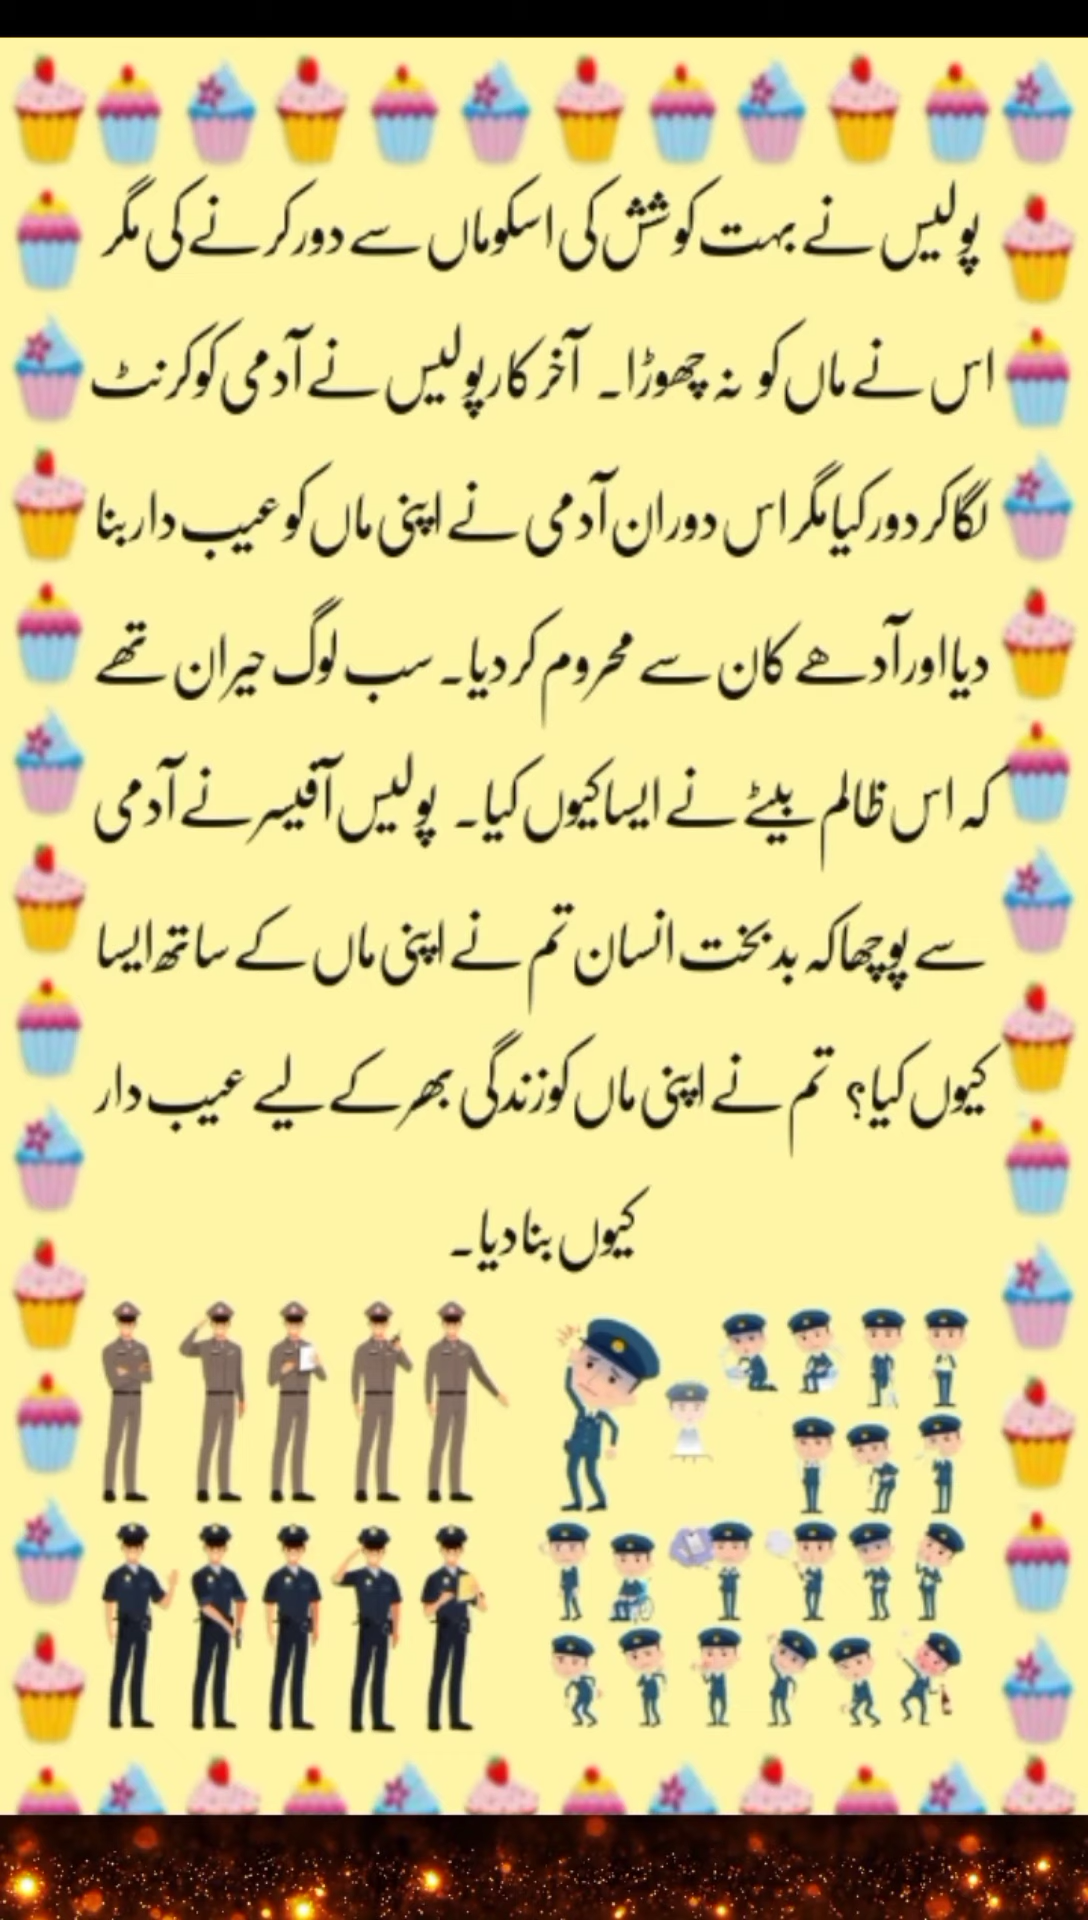 پولیس نے بہت کوشش کی اسکو ماں سے دور کرنے کی مگر
اس نے ماں کو نہ چھوڑا۔ آخر کار پولیس نے آدمی کو کرنٹ
لگا کر دور کیا مگر اس دوران آدمی نے اپنی ماں کو عیب دار بنا
دیا اور آدھے کان سے محروم کر دیا۔ سب لوگ حیران تھے
کہ اس ظالم بیٹے نے ایسا کیوں کیا۔ پولیس آفیسر نے آدمی
سے پوچھا کہ بدبخت انسان تم نے اپنی ماں کے ساتھ ایسا
کیوں کیا؟ تم نے اپنی ماں کو زندگی بھر کے لیے عیب دار
کیوں بنا دیا۔